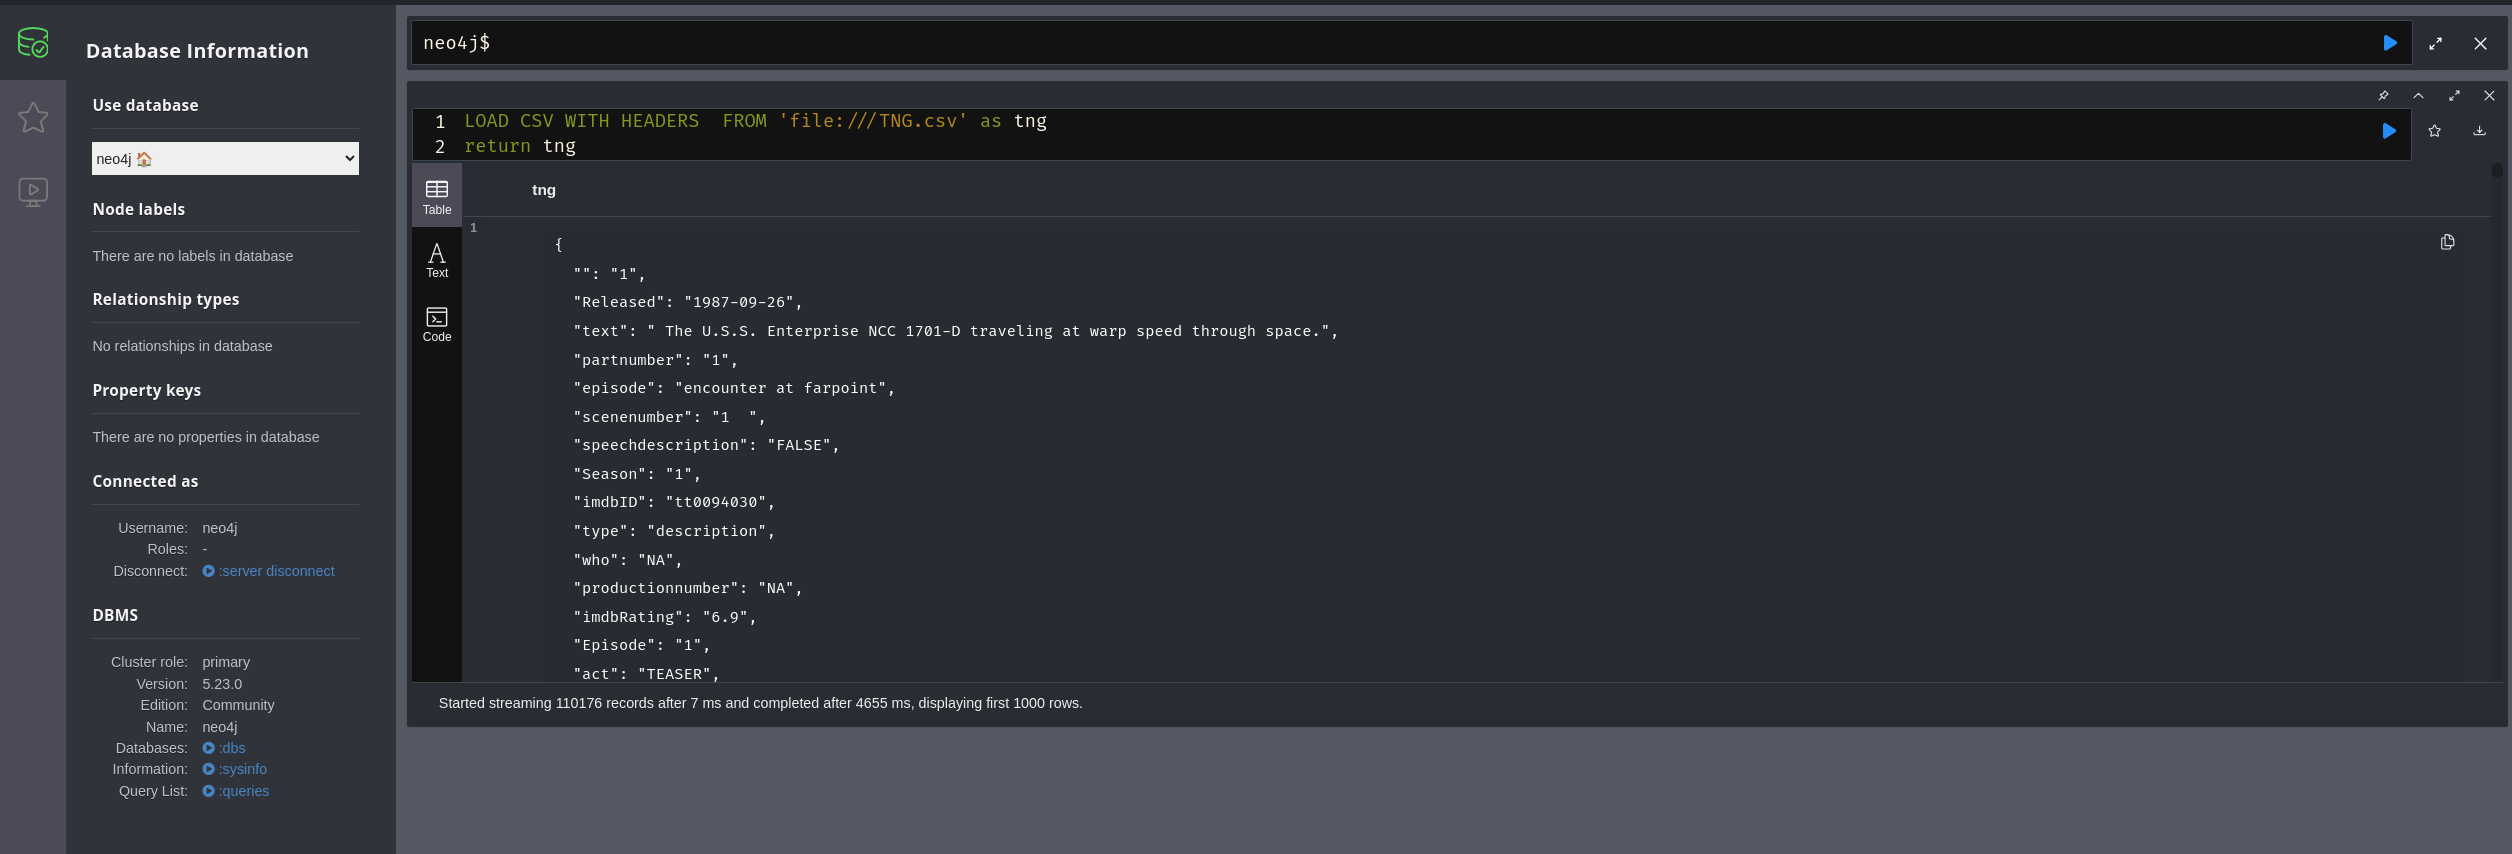 Database Information
Use database
neo4j 🏠
Node labels
There are no labels in database
Relationship types
No relationships in database
Property keys
There are no properties in database
Connected as
Username: neo4j
Roles: -
Disconnect: :server disconnect
DBMS
Cluster role: primary
Version: 5.23.0
Edition: Community
Name: neo4j
Databases: :dbs
Information: :sysinfo
Query List: :queries
neo4j$
1 LOAD CSV WITH HEADERS  FROM 'file:///TNG.csv' as tng
2 return tng
Table
Text
Code
tng
1
{
  "": "1",
  "Released": "1987-09-26",
  "text": " The U.S.S. Enterprise NCC 1701-D traveling at warp speed through space.",
  "partnumber": "1",
  "episode": "encounter at farpoint",
  "scenenumber": "1  ",
  "speechdescription": "FALSE",
  "Season": "1",
  "imdbID": "tt0094030",
  "type": "description",
  "who": "NA",
  "productionnumber": "NA",
  "imdbRating": "6.9",
  "Episode": "1",
  "act": "TEASER",
Started streaming 110176 records after 7 ms and completed after 4655 ms, displaying first 1000 rows.